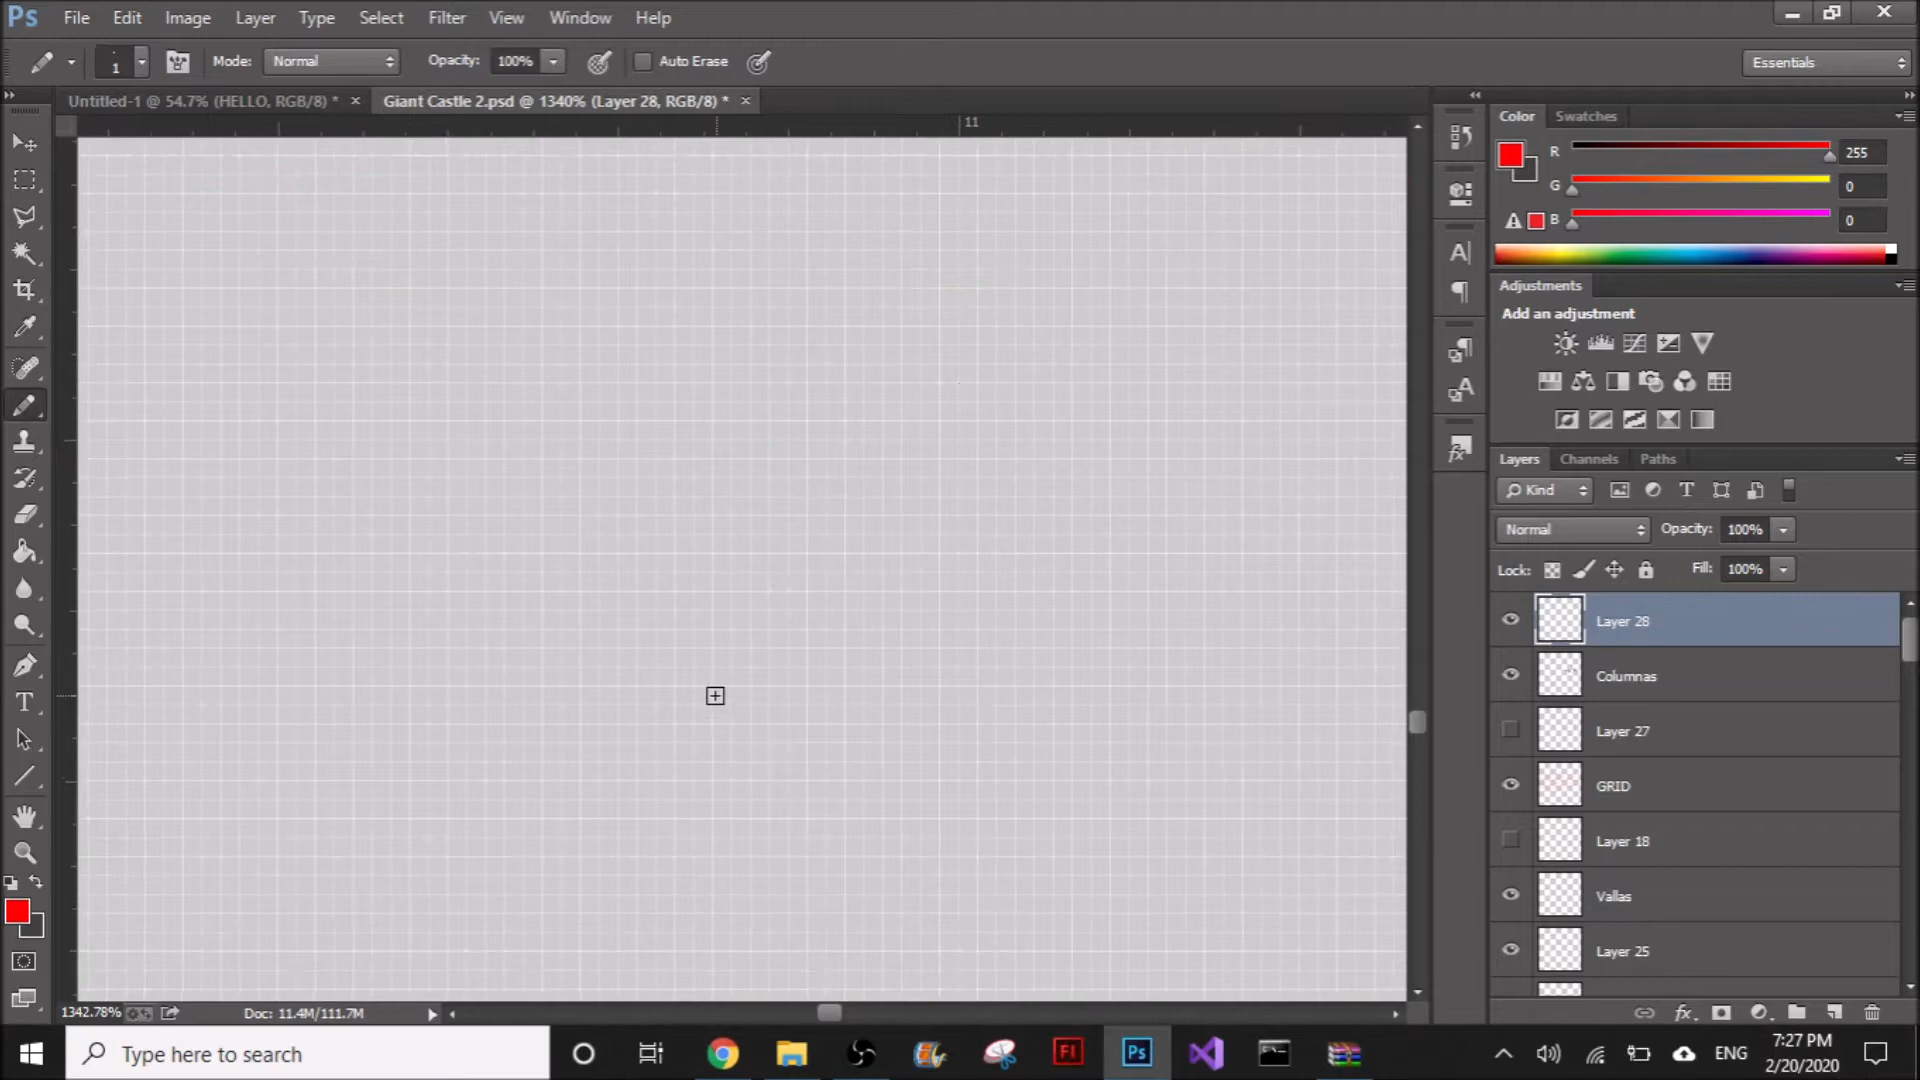 Ps File Edit Image Layer Type Select Filter View Window Help
1 Mode: Normal Opacity: 100% Auto Erase Essentials
Untitled-1 @ 54.7% (HELLO, RGB/8) * × Giant Castle 2.psd @ 1340% (Layer 28, RGB/8) * ×
11
Color Swatches
R 255
G 0
B 0
Adjustments
Add an adjustment
Layers Channels Paths
Kind
Normal Opacity: 100%
Lock: Fill: 100%
Layer 28
Columnas
Layer 27
GRID
Layer 18
Vallas
Layer 25
1342.78% Doc: 11.4M/111.7M
Type here to search
Fl Ps
ENG
7:27 PM
2/20/2020